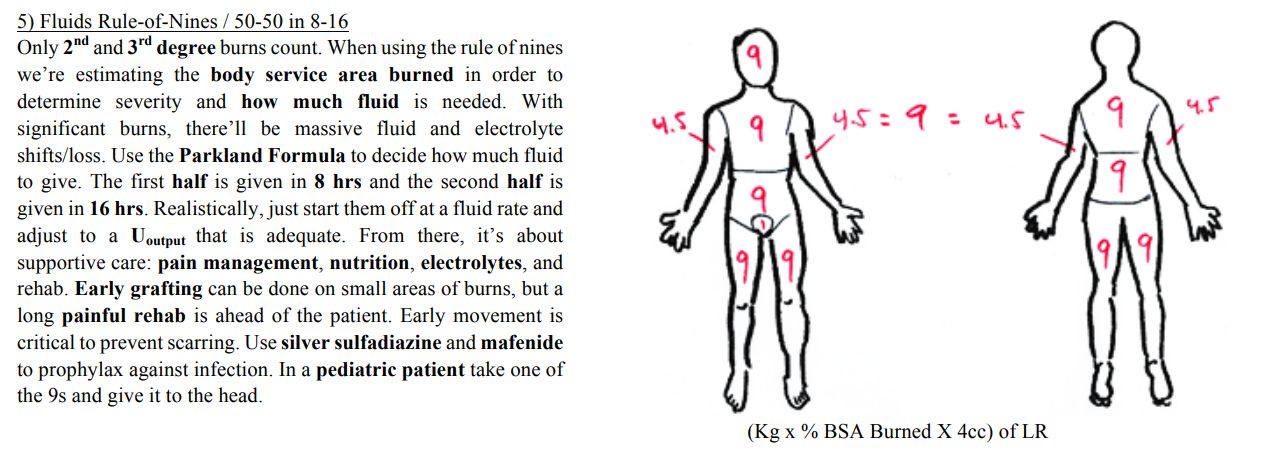 5) Fluids Rule-of-Nines / 50-50 in 8-16
Only 2nd and 3rd degree burns count. When using the rule of nines
we’re estimating the body service area burned in order to
determine severity and how much fluid is needed. With
significant burns, there’ll be massive fluid and electrolyte
shifts/loss. Use the Parkland Formula to decide how much fluid
to give. The first half is given in 8 hrs and the second half is
given in 16 hrs. Realistically, just start them off at a fluid rate and
adjust to a Uoutput that is adequate. From there, it’s about
supportive care: pain management, nutrition, electrolytes, and
rehab. Early grafting can be done on small areas of burns, but a
long painful rehab is ahead of the patient. Early movement is
critical to prevent scarring. Use silver sulfadiazine and mafenide
to prophylax against infection. In a pediatric patient take one of
the 9s and give it to the head.
9
4.5 9 4.5 = 9 = 4.5 9 4.5
9 9
1
9 9 9 9
(Kg x % BSA Burned X 4cc) of LR